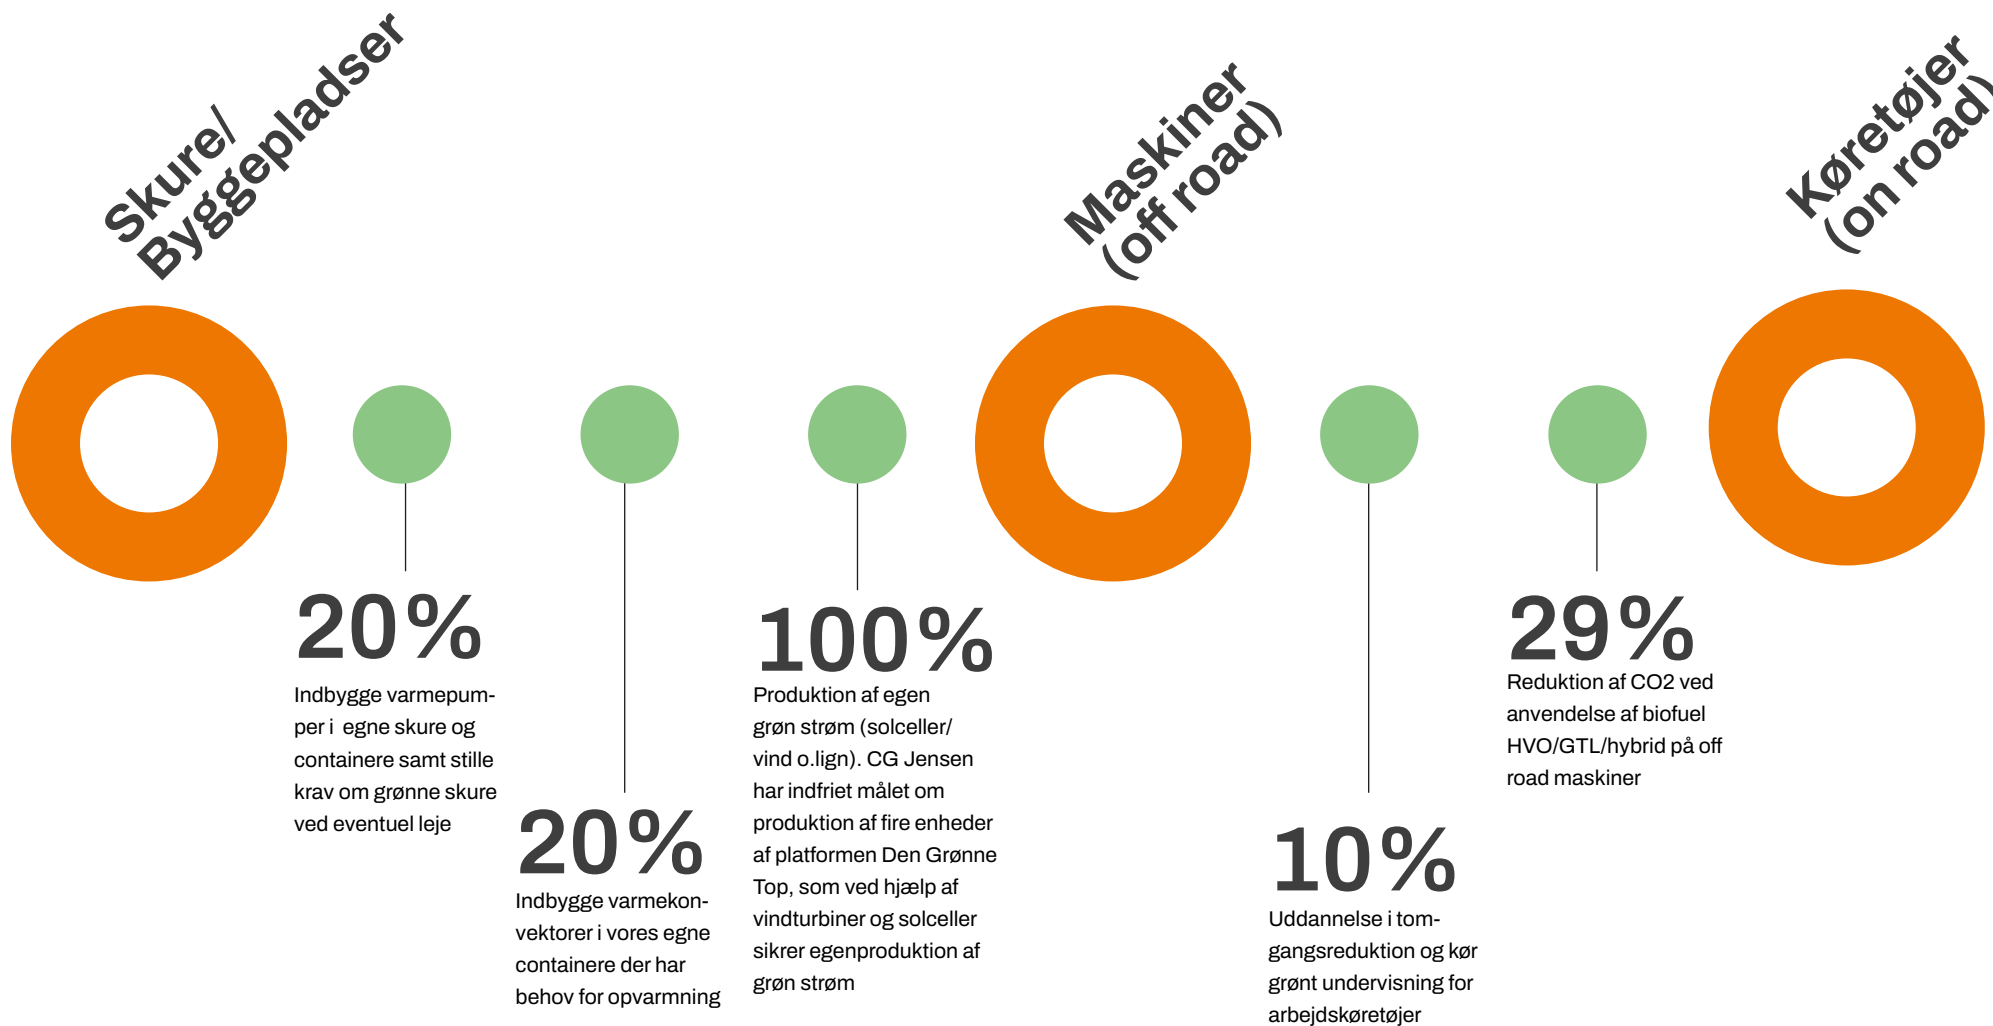 Skure/
Byggepladser
20%
Indbygge varmepum-
per i egne skure og
containere samt stille
krav om grønne skure
ved eventuel leje
20%
Indbygge varmekon-
vektorer i vores egne
containere der har
behov for opvarmning
100%
Produktion af egen
grøn strøm (solceller/
vind o.lign). CG Jensen
har indfriet målet om
produktion af fire enheder
af platformen Den Grønne
Top, som ved hjælp af
vindturbiner og solceller
sikrer egenproduktion af
grøn strøm
Maskiner
(off road)
10%
Uddannelse i tom-
gangsreduktion og kør
grønt undervisning for
arbejdskøretøjer
29%
Reduktion af CO2 ved
anvendelse af biofuel
HVO/GTL/hybrid på off
road maskiner
Køretøjer
(on road)